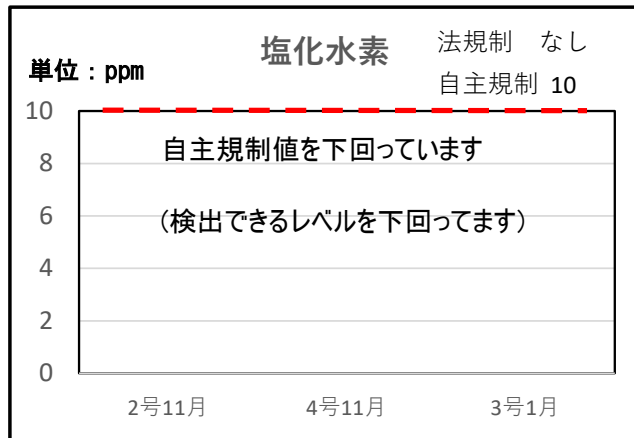 塩化水素
法規制　なし
単位：ppm
自主規制 10
10
自主規制値を下回っています
8
（検出できるレベルを下回ってます）
6
4
2
0
2号11月
4号11月
3号1月